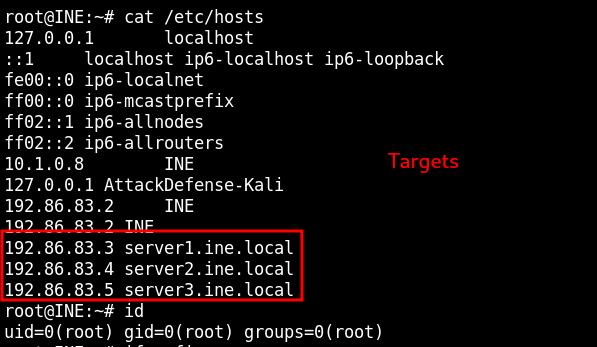 root@INE:~# cat /etc/hosts
127.0.0.1       localhost
::1     localhost ip6-localhost ip6-loopback
fe00::0 ip6-localnet
ff00::0 ip6-mcastprefix
ff02::1 ip6-allnodes
ff02::2 ip6-allrouters
10.1.0.8        INE
Targets
127.0.0.1 AttackDefense-Kali
192.86.83.2     INE
192.86.83.2 INE
192.86.83.3 server1.ine.local
192.86.83.4 server2.ine.local
192.86.83.5 server3.ine.local
root@INE:~# id
uid=0(root) gid=0(root) groups=0(root)